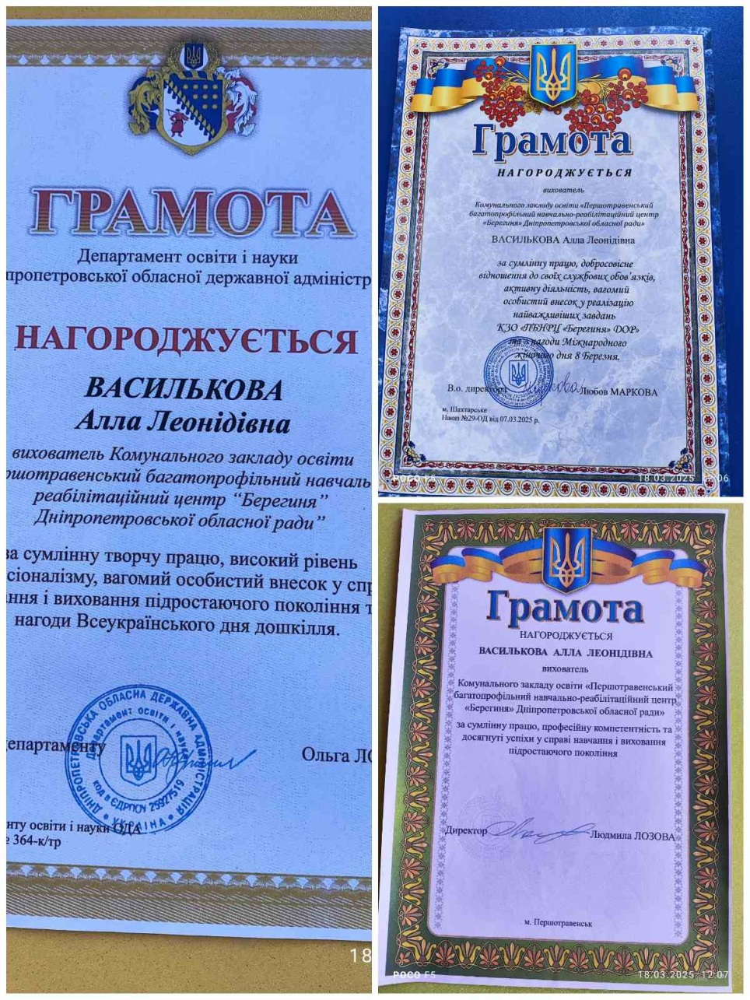 ГРАМОТА
Департамент освіти і науки
пропетровської обласної державної адміністр
НАГОРОДЖУЄТЬСЯ
ВАСИЛЬКОВА
Алла Леонідівна
вихователь Комунального закладу освіти
ршотравенський багатопрофільний навчаль
реабілітаційний центр “Берегиня”
Дніпропетровської обласної ради”
за сумлінну творчу працю, високий рівень
сіоналізму, вагомий особистий внесок у спр
ання і виховання підростаючого покоління т
нагоди Всеукраїнського дня дошкілля.
епартаменту
Ольга ЛО
ДНІПРОПЕТРОВСЬКА ОБЛАСНА ДЕРЖАВНА АДМІНІСТРАЦІЯ
Департамент освіти і науки
код в ЄДРПОУ 25927519
УКРАЇНА
нту освіти і науки ОДА
364-к/тр
18
Грамота
НАГОРОДЖУЄТЬСЯ
вихователь
Комунального закладу освіти «Першотравенський
багатопрофільний навчально-реабілітаційний центр
«Берегиня» Дніпропетровської обласної ради»
ВАСИЛЬКОВА Алла Леонідівна
за сумлінну працю, добросовісне
відношення до своїх службових обов’язків,
активну діяльність, вагомий
особистий внесок у реалізацію
найважливіших завдань
КЗО «ПБНРЦ «Берегиня» ДОР»
та з нагоди Міжнародного
жіночого дня 8 Березня.
В.о. директора Любов МАРКОВА
м. Шахтарське
Наказ №29-ОД від 07.03.2025 р.
POCO F5 18.03.2025 12:06
Грамота
НАГОРОДЖУЄТЬСЯ
ВАСИЛЬКОВА АЛЛА ЛЕОНІДІВНА
вихователь
Комунального закладу освіти «Першотравенський
багатопрофільний навчально-реабілітаційний центр
«Берегиня» Дніпропетровської обласної ради»
за сумлінну працю, професійну компетентність та
досягнуті успіхи у справі навчання і виховання
підростаючого покоління
Директор Людмила ЛОЗОВА
м. Першотравенськ
POCO F5 18.03.2025 12:07